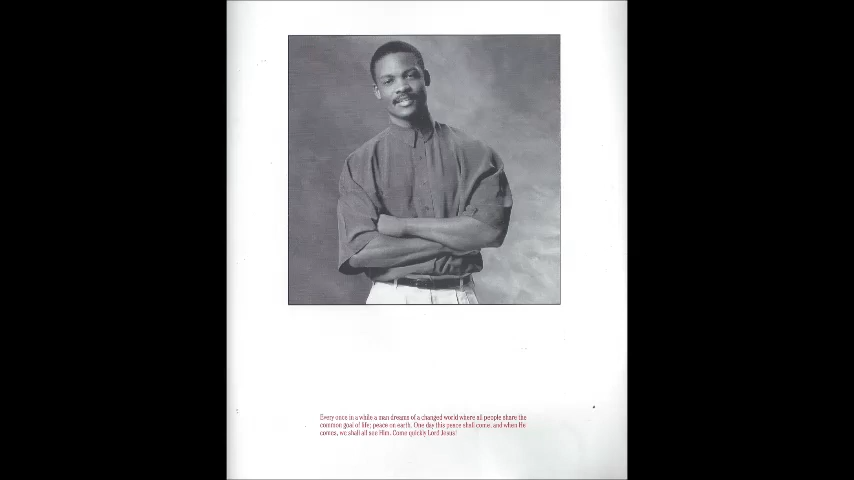 Every once in a while a man dreams of a changed world where all people share the
common goal of life; peace on earth. One day this peace shall come, and when He
comes, we shall all see Him. Come quickly Lord Jesus!